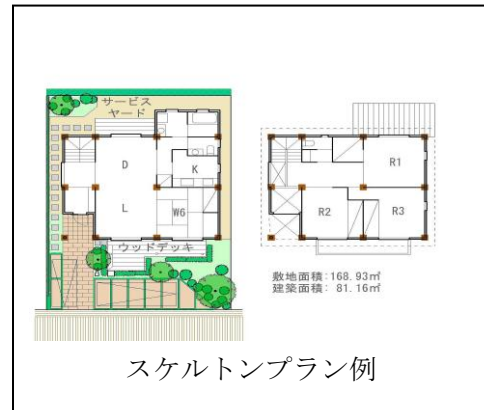 サービス
ヤード
D
K
L
W6
ウッドデッキ
R1
R2
R3
敷地面積:168.93㎡
建築面積: 81.16㎡
スケルトンプラン例